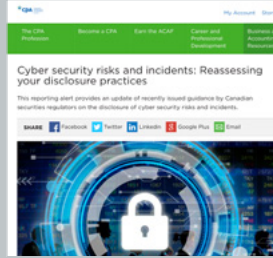 CPA
My Account
The CPA Profession
Become a CPA
Earn the ACAF
Career and Professional Development
Business
Accounting
Resource
Cyber security risks and incidents: Reassessing
your disclosure practices
This reporting alert provides an update of recently issued guidance by Canadian
securities regulators on the disclosure of cyber security risks and incidents.
SHARE Facebook Twitter LinkedIn Google Plus Email